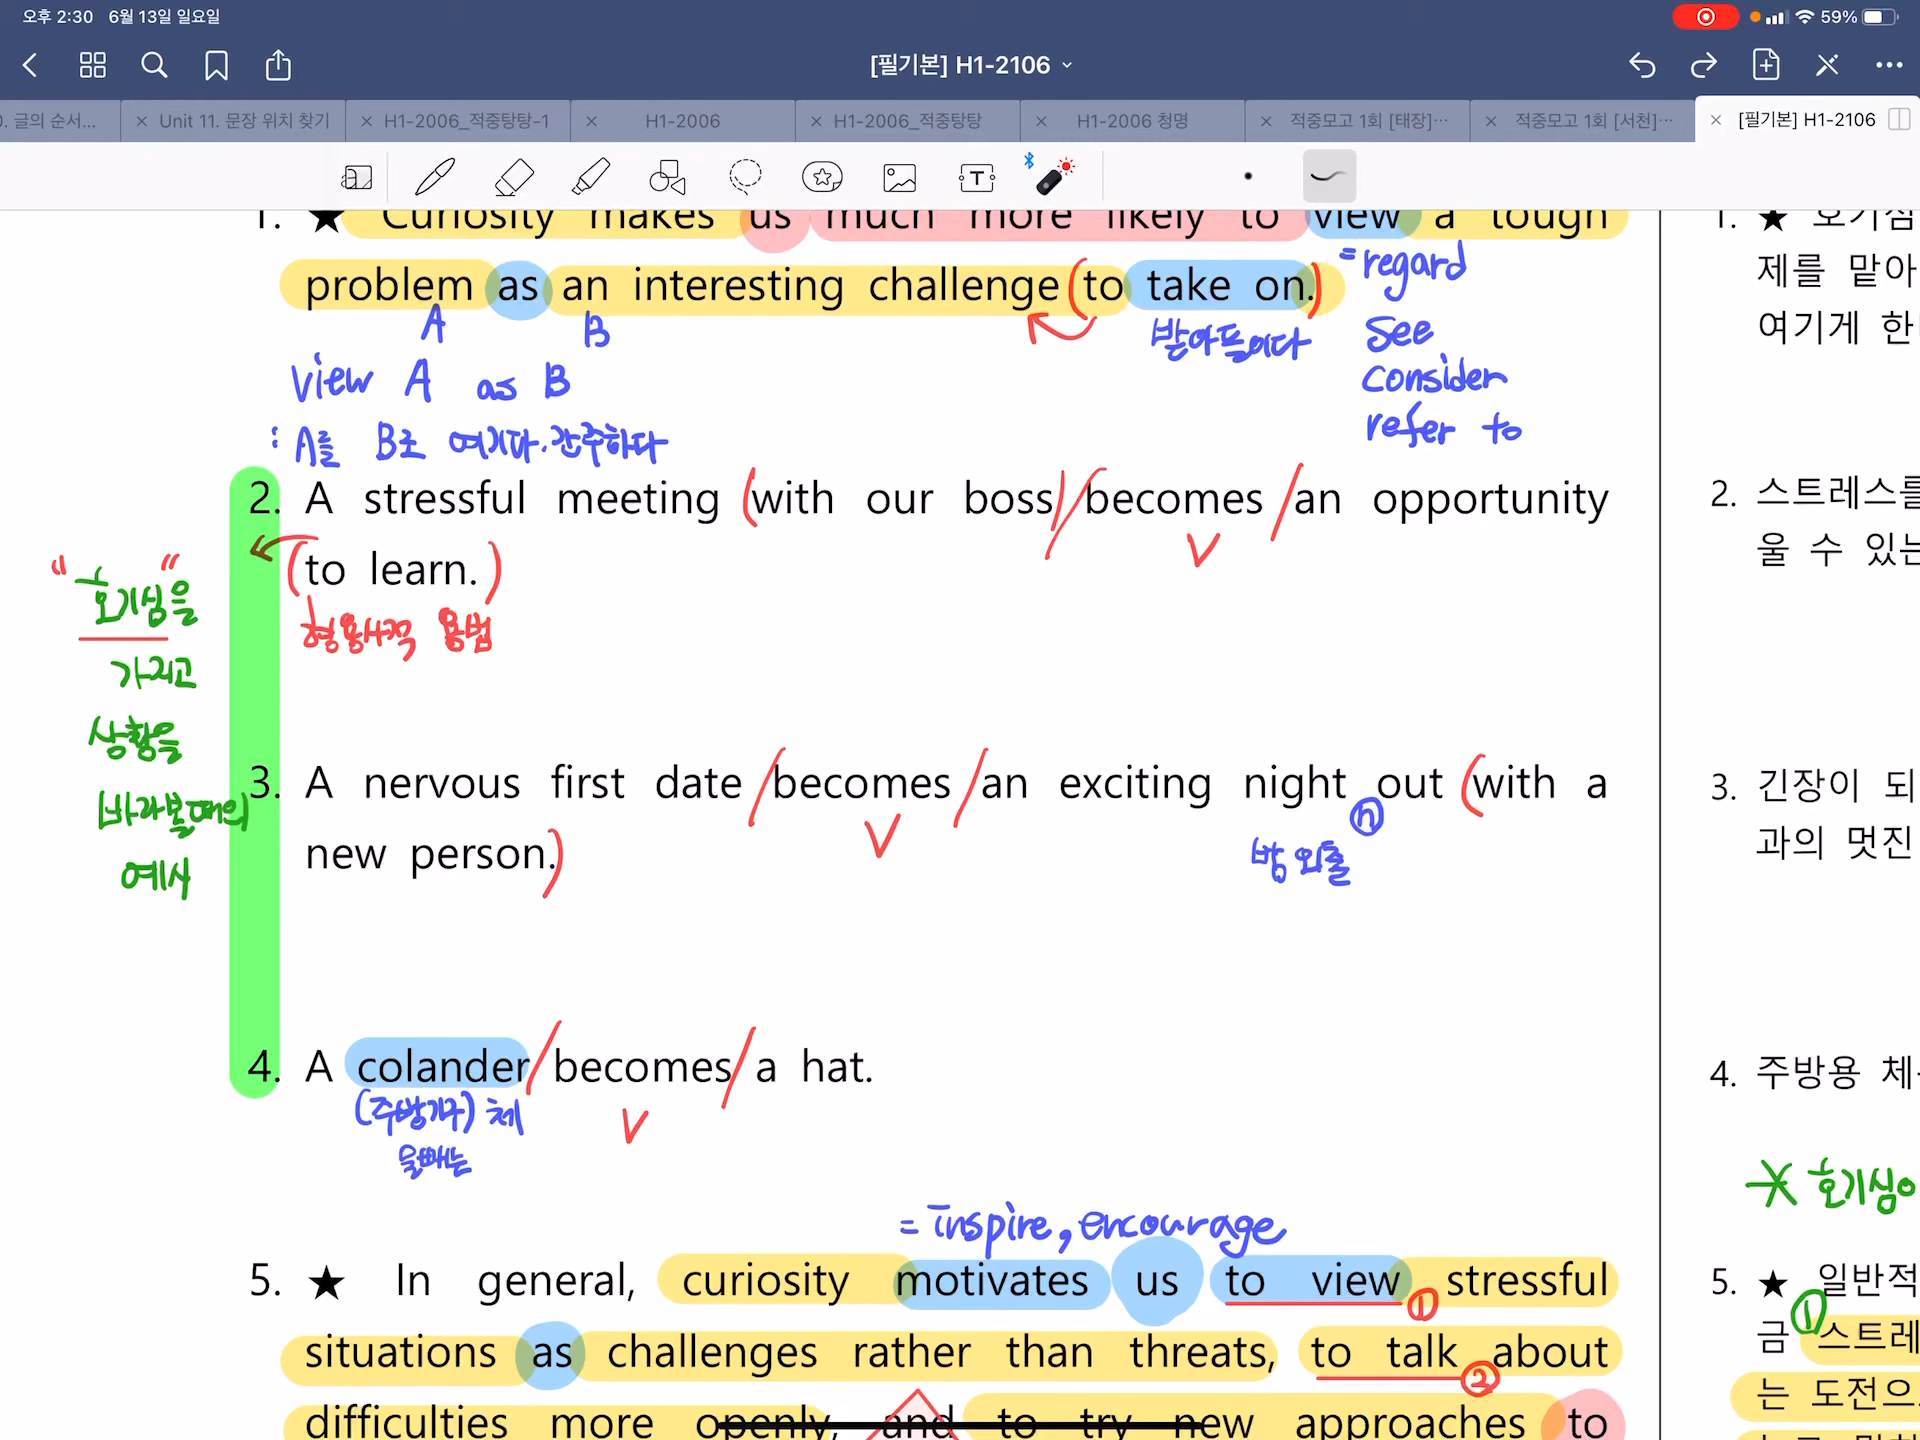 오후 2:30 6월 13일 일요일
59%
[필기본] H1-2106
글의 순서...
Unit 11. 문장 위치 찾기
H1-2006_적중탕탕-1
H1-2006
H1-2006_적중탕탕
H1-2006 청명
적중모고 1회 [태장]...
적중모고 1회 [서천]...
[필기본] H1-2106
1. ★ Curiosity makes us much more likely to view a tough
problem as an interesting challenge (to take on.)
= regard
A B
받아들이다
see
view A as B
consider
: A를 B로 여기다·간주하다
refer to
2. A stressful meeting (with our boss)/becomes/an opportunity
V
(to learn.)
형용사적 용법
"호기심"을
가지고
상황을
바라볼때의
예시
3. A nervous first date/becomes/an exciting night out (with a
V
ⓝ
new person.)
밤 외출
4. A colander/becomes/a hat.
(주방기구) 체
V
물빼는
= inspire, encourage
5. ★ In general, curiosity motivates us to view ① stressful
situations as challenges rather than threats, to talk ② about
difficulties more openly, and to try new approaches to
1. ★ 호기심
제를 맡아
여기게 한
2. 스트레스를
울 수 있는
3. 긴장이 되
과의 멋진
4. 주방용 체
호기심이
5. ★ 일반적
금 ① 스트레
는 도전으